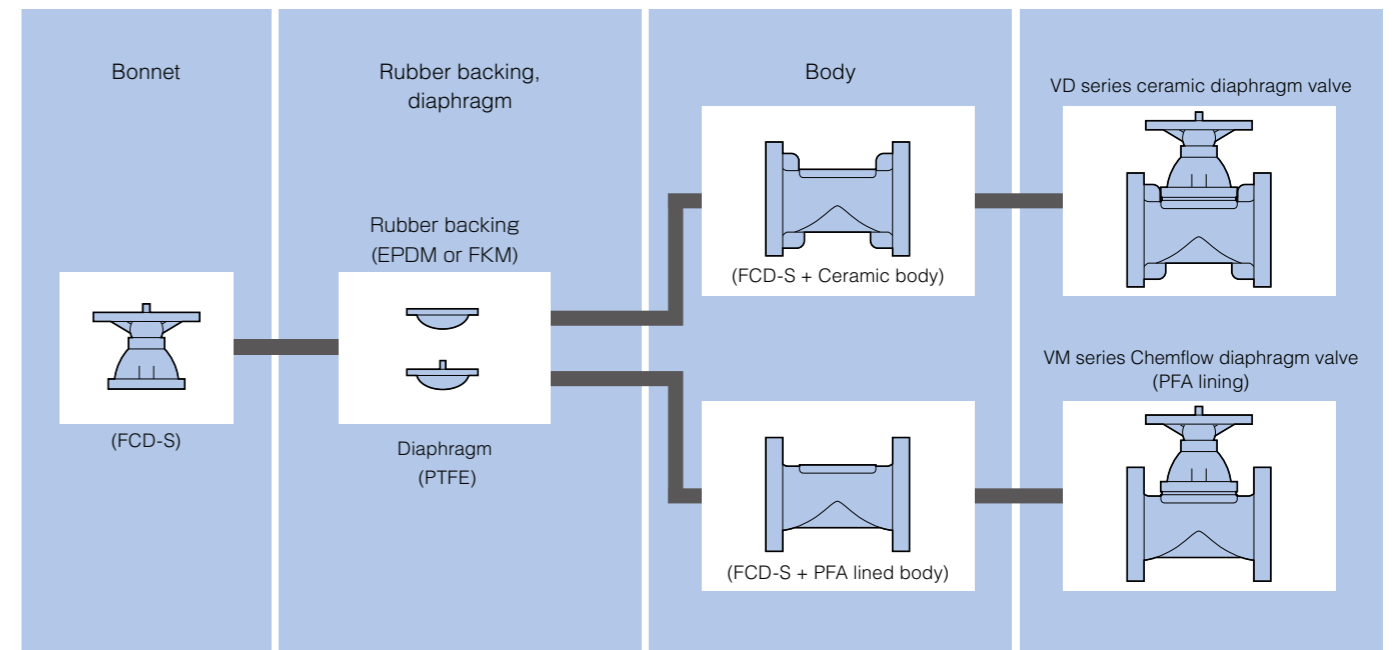 Bonnet
(FCD-S)
Rubber backing,
diaphragm
Rubber backing
(EPDM or FKM)
Diaphragm
(PTFE)
Body
(FCD-S + Ceramic body)
(FCD-S + PFA lined body)
VD series ceramic diaphragm valve
VM series Chemflow diaphragm valve
(PFA lining)